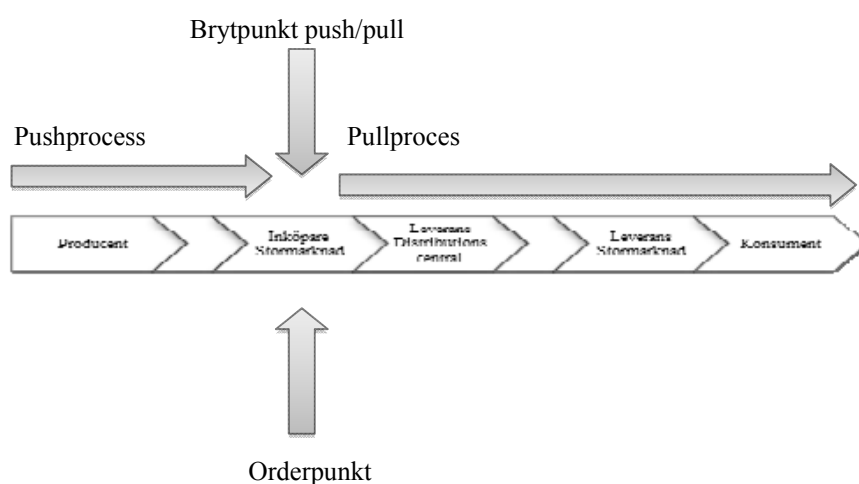 Brytpunkt push/pull
Pushprocess
Pullproces
Producent
Inköpare
Stormarknad
Leverans
Distributions
central
Leverans
Stormarknad
Konsument
Orderpunkt